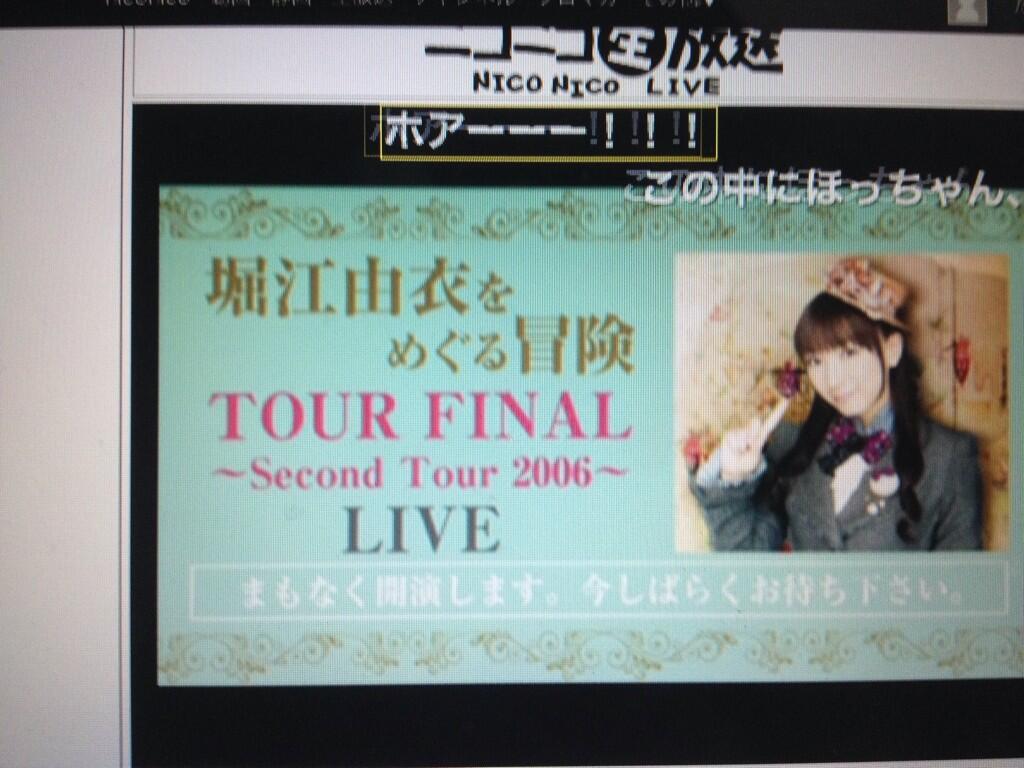 ニコニコ生放送
NICO NICO LIVE
ホアーーー!!!
この中にほっちゃん、
堀江由衣を
めぐる冒険
TOUR FINAL
～Second Tour 2006～
LIVE
まもなく開演します。今しばらくお待ち下さい。